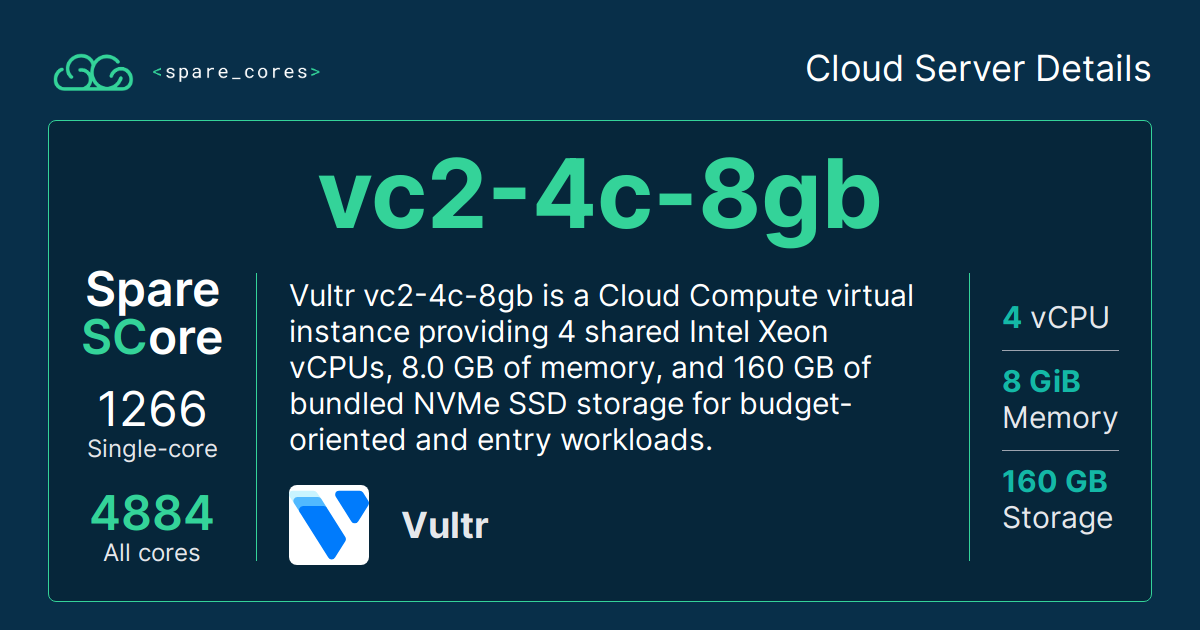 <spare_cores>
Cloud Server Details
vc2-4c-8gb
Spare
SCore
1266
Single-core
4884
All cores
Vultr vc2-4c-8gb is a Cloud Compute virtual
instance providing 4 shared Intel Xeon
vCPUs, 8.0 GB of memory, and 160 GB of
bundled NVMe SSD storage for budget-
oriented and entry workloads.
Vultr
4 vCPU
8 GiB
Memory
160 GB
Storage